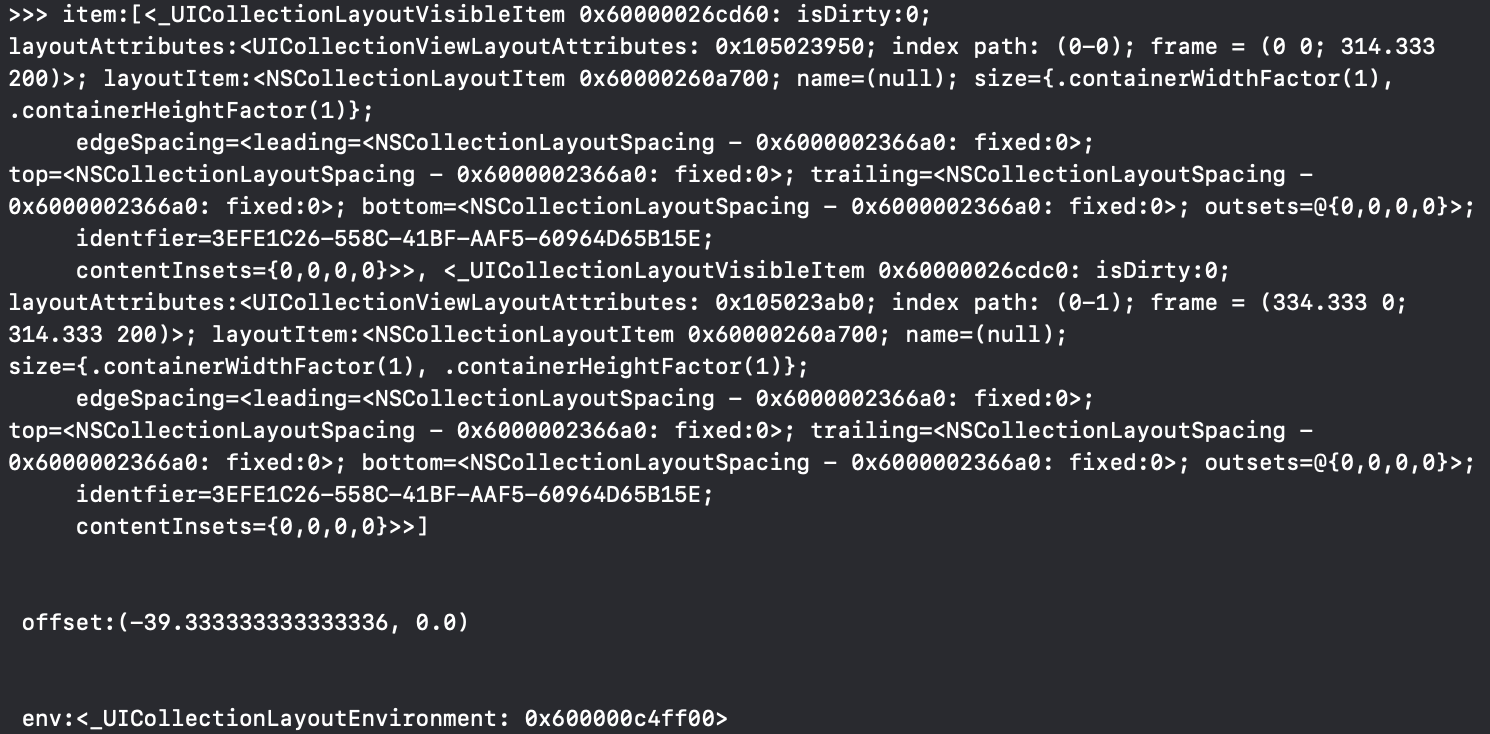 >>> item:[<_UICollectionLayoutVisibleItem 0x60000026cd60: isDirty:0;
layoutAttributes:<UICollectionViewLayoutAttributes: 0x105023950; index path: (0-0); frame = (0 0; 314.333
200)>; layoutItem:<NSCollectionLayoutItem 0x60000260a700; name=(null); size={.containerWidthFactor(1),
.containerHeightFactor(1)};
edgeSpacing=<leading=<NSCollectionLayoutSpacing - 0x6000002366a0: fixed:0>;
top=<NSCollectionLayoutSpacing - 0x6000002366a0: fixed:0>; trailing=<NSCollectionLayoutSpacing -
0x6000002366a0: fixed:0>; bottom=<NSCollectionLayoutSpacing - 0x6000002366a0: fixed:0>; outsets=@{0,0,0,0}>;
identfier=3EFE1C26-558C-41BF-AAF5-60964D65B15E;
contentInsets={0,0,0,0}>>, <_UICollectionLayoutVisibleItem 0x60000026cdc0: isDirty:0;
layoutAttributes:<UICollectionViewLayoutAttributes: 0x105023ab0; index path: (0-1); frame = (334.333 0;
314.333 200)>; layoutItem:<NSCollectionLayoutItem 0x60000260a700; name=(null);
size={.containerWidthFactor(1), .containerHeightFactor(1)};
edgeSpacing=<leading=<NSCollectionLayoutSpacing - 0x6000002366a0: fixed:0>;
top=<NSCollectionLayoutSpacing - 0x6000002366a0: fixed:0>; trailing=<NSCollectionLayoutSpacing -
0x6000002366a0: fixed:0>; bottom=<NSCollectionLayoutSpacing - 0x6000002366a0: fixed:0>; outsets=@{0,0,0,0}>;
identfier=3EFE1C26-558C-41BF-AAF5-60964D65B15E;
contentInsets={0,0,0,0}>>]
offset:(-39.333333333333336, 0.0)
env:<_UICollectionLayoutEnvironment: 0x600000c4ff00>